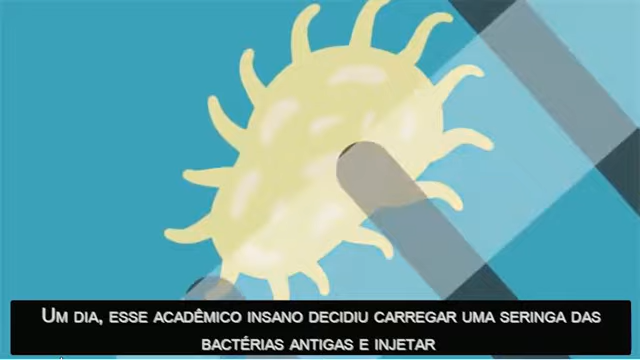 Um dia, esse acadêmico insano decidiu carregar uma seringa das
bactérias antigas e injetar